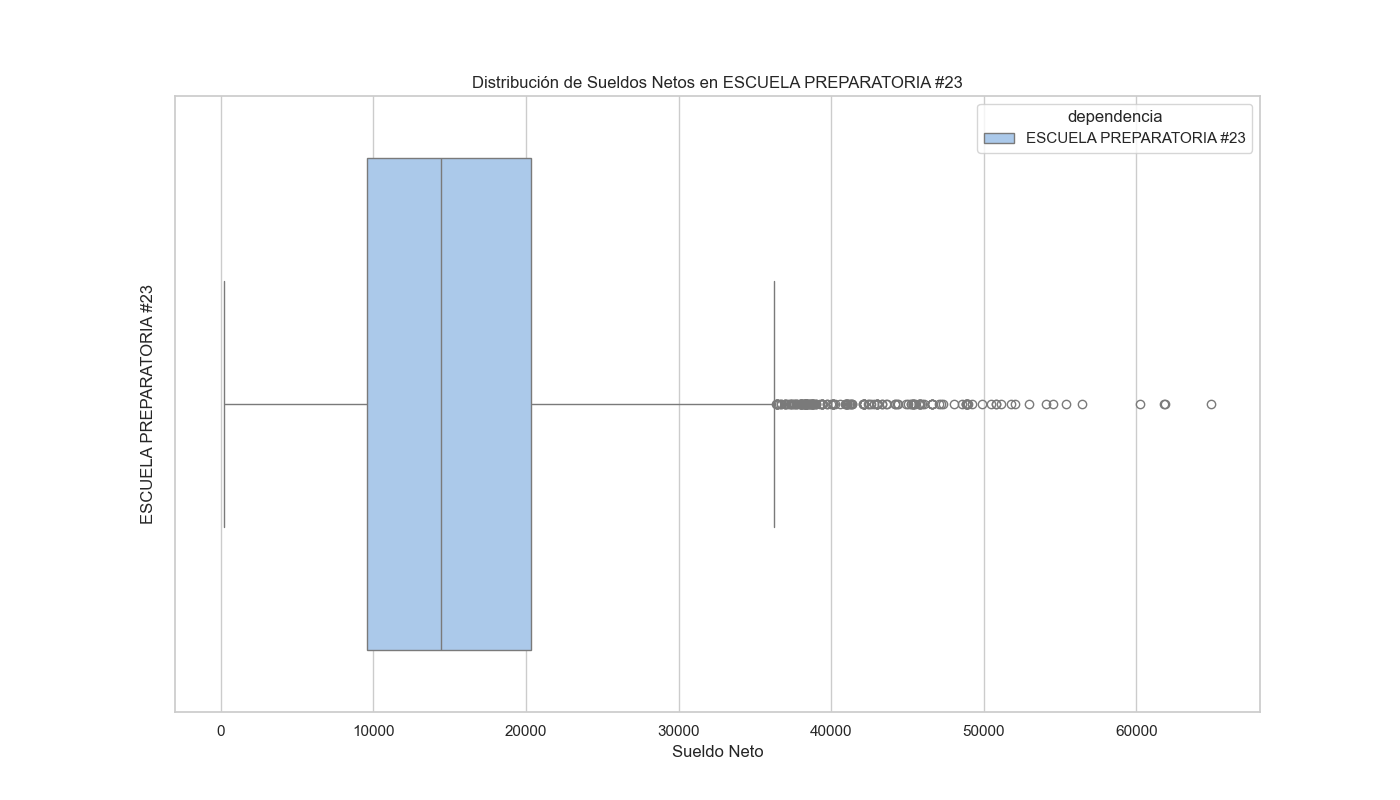 Distribución de Sueldos Netos en ESCUELA PREPARATORIA #23
dependencia
ESCUELA PREPARATORIA #23
ESCUELA PREPARATORIA #23
0
10000
20000
30000
40000
50000
60000
Sueldo Neto